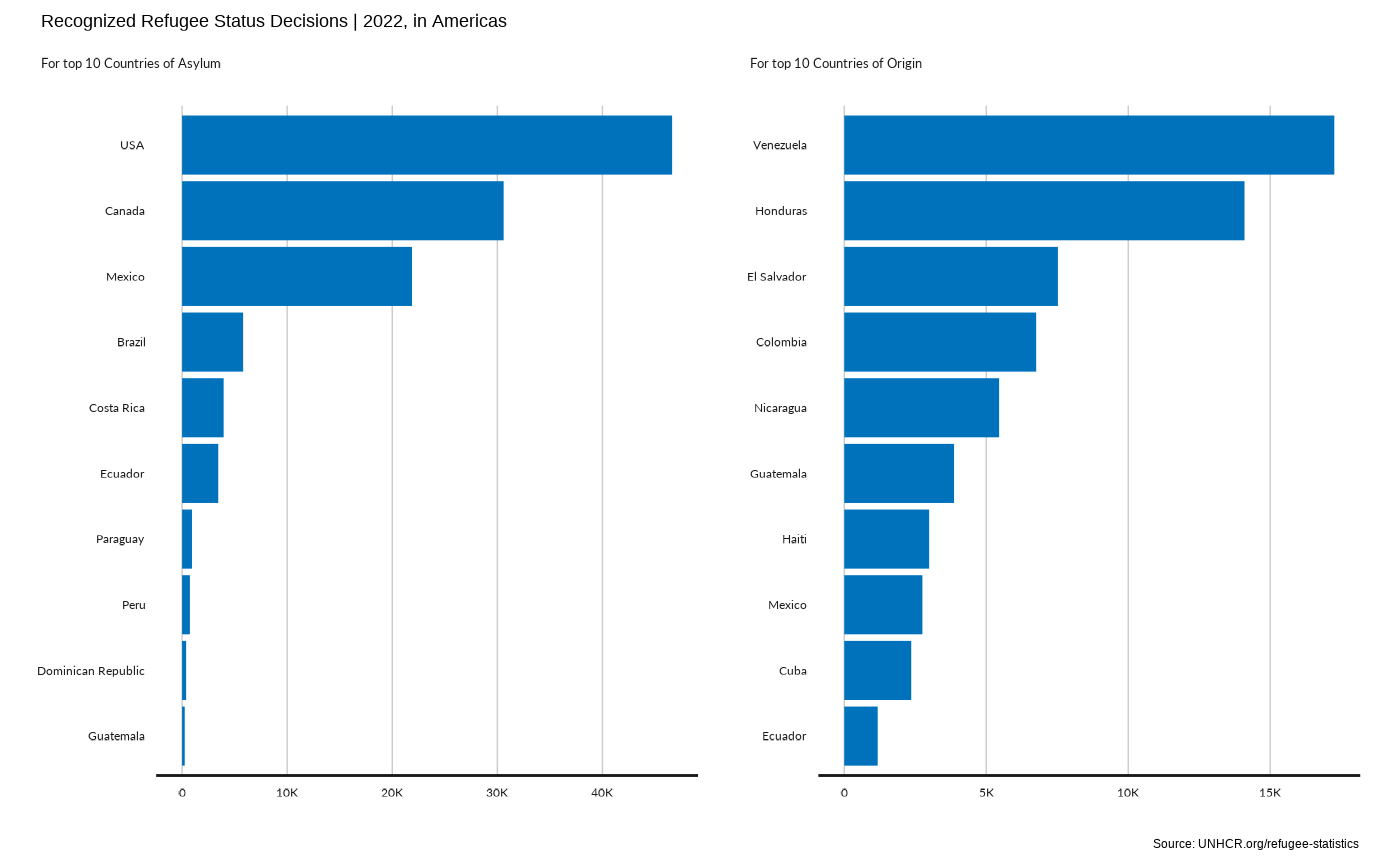 Recognized Refugee Status Decisions | 2022, in Americas
For top 10 Countries of Asylum
USA
Canada
Mexico
Brazil
Costa Rica
Ecuador
Paraguay
Peru
Dominican Republic
Guatemala
0 10K 20K 30K 40K
For top 10 Countries of Origin
Venezuela
Honduras
El Salvador
Colombia
Nicaragua
Guatemala
Haiti
Mexico
Cuba
Ecuador
0 5K 10K 15K
Source: UNHCR.org/refugee-statistics